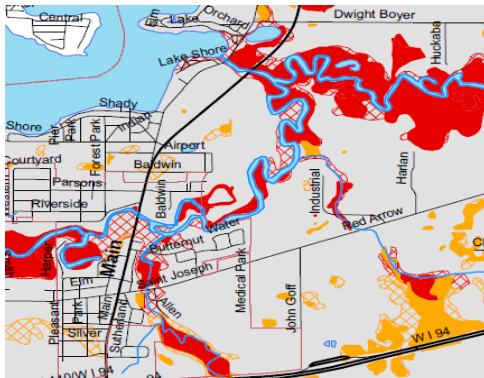 Central
Elm
Lake
Orchard
Dwight Boyer
Huckaba
Lake Shore
Shady
Shore
Pier
Park
Forest Park
Indian
Airport
Baldwin
Courtyard
Parsons
Riverside
Baldwin
Industrial
Harlan
Red Arrow
Water
Butternut
Main
Harper
Saint Joseph
Elm
Medical Park
John Goff
Allen
Pleasant
Park
Main
Sutherland
Silver
W I 94